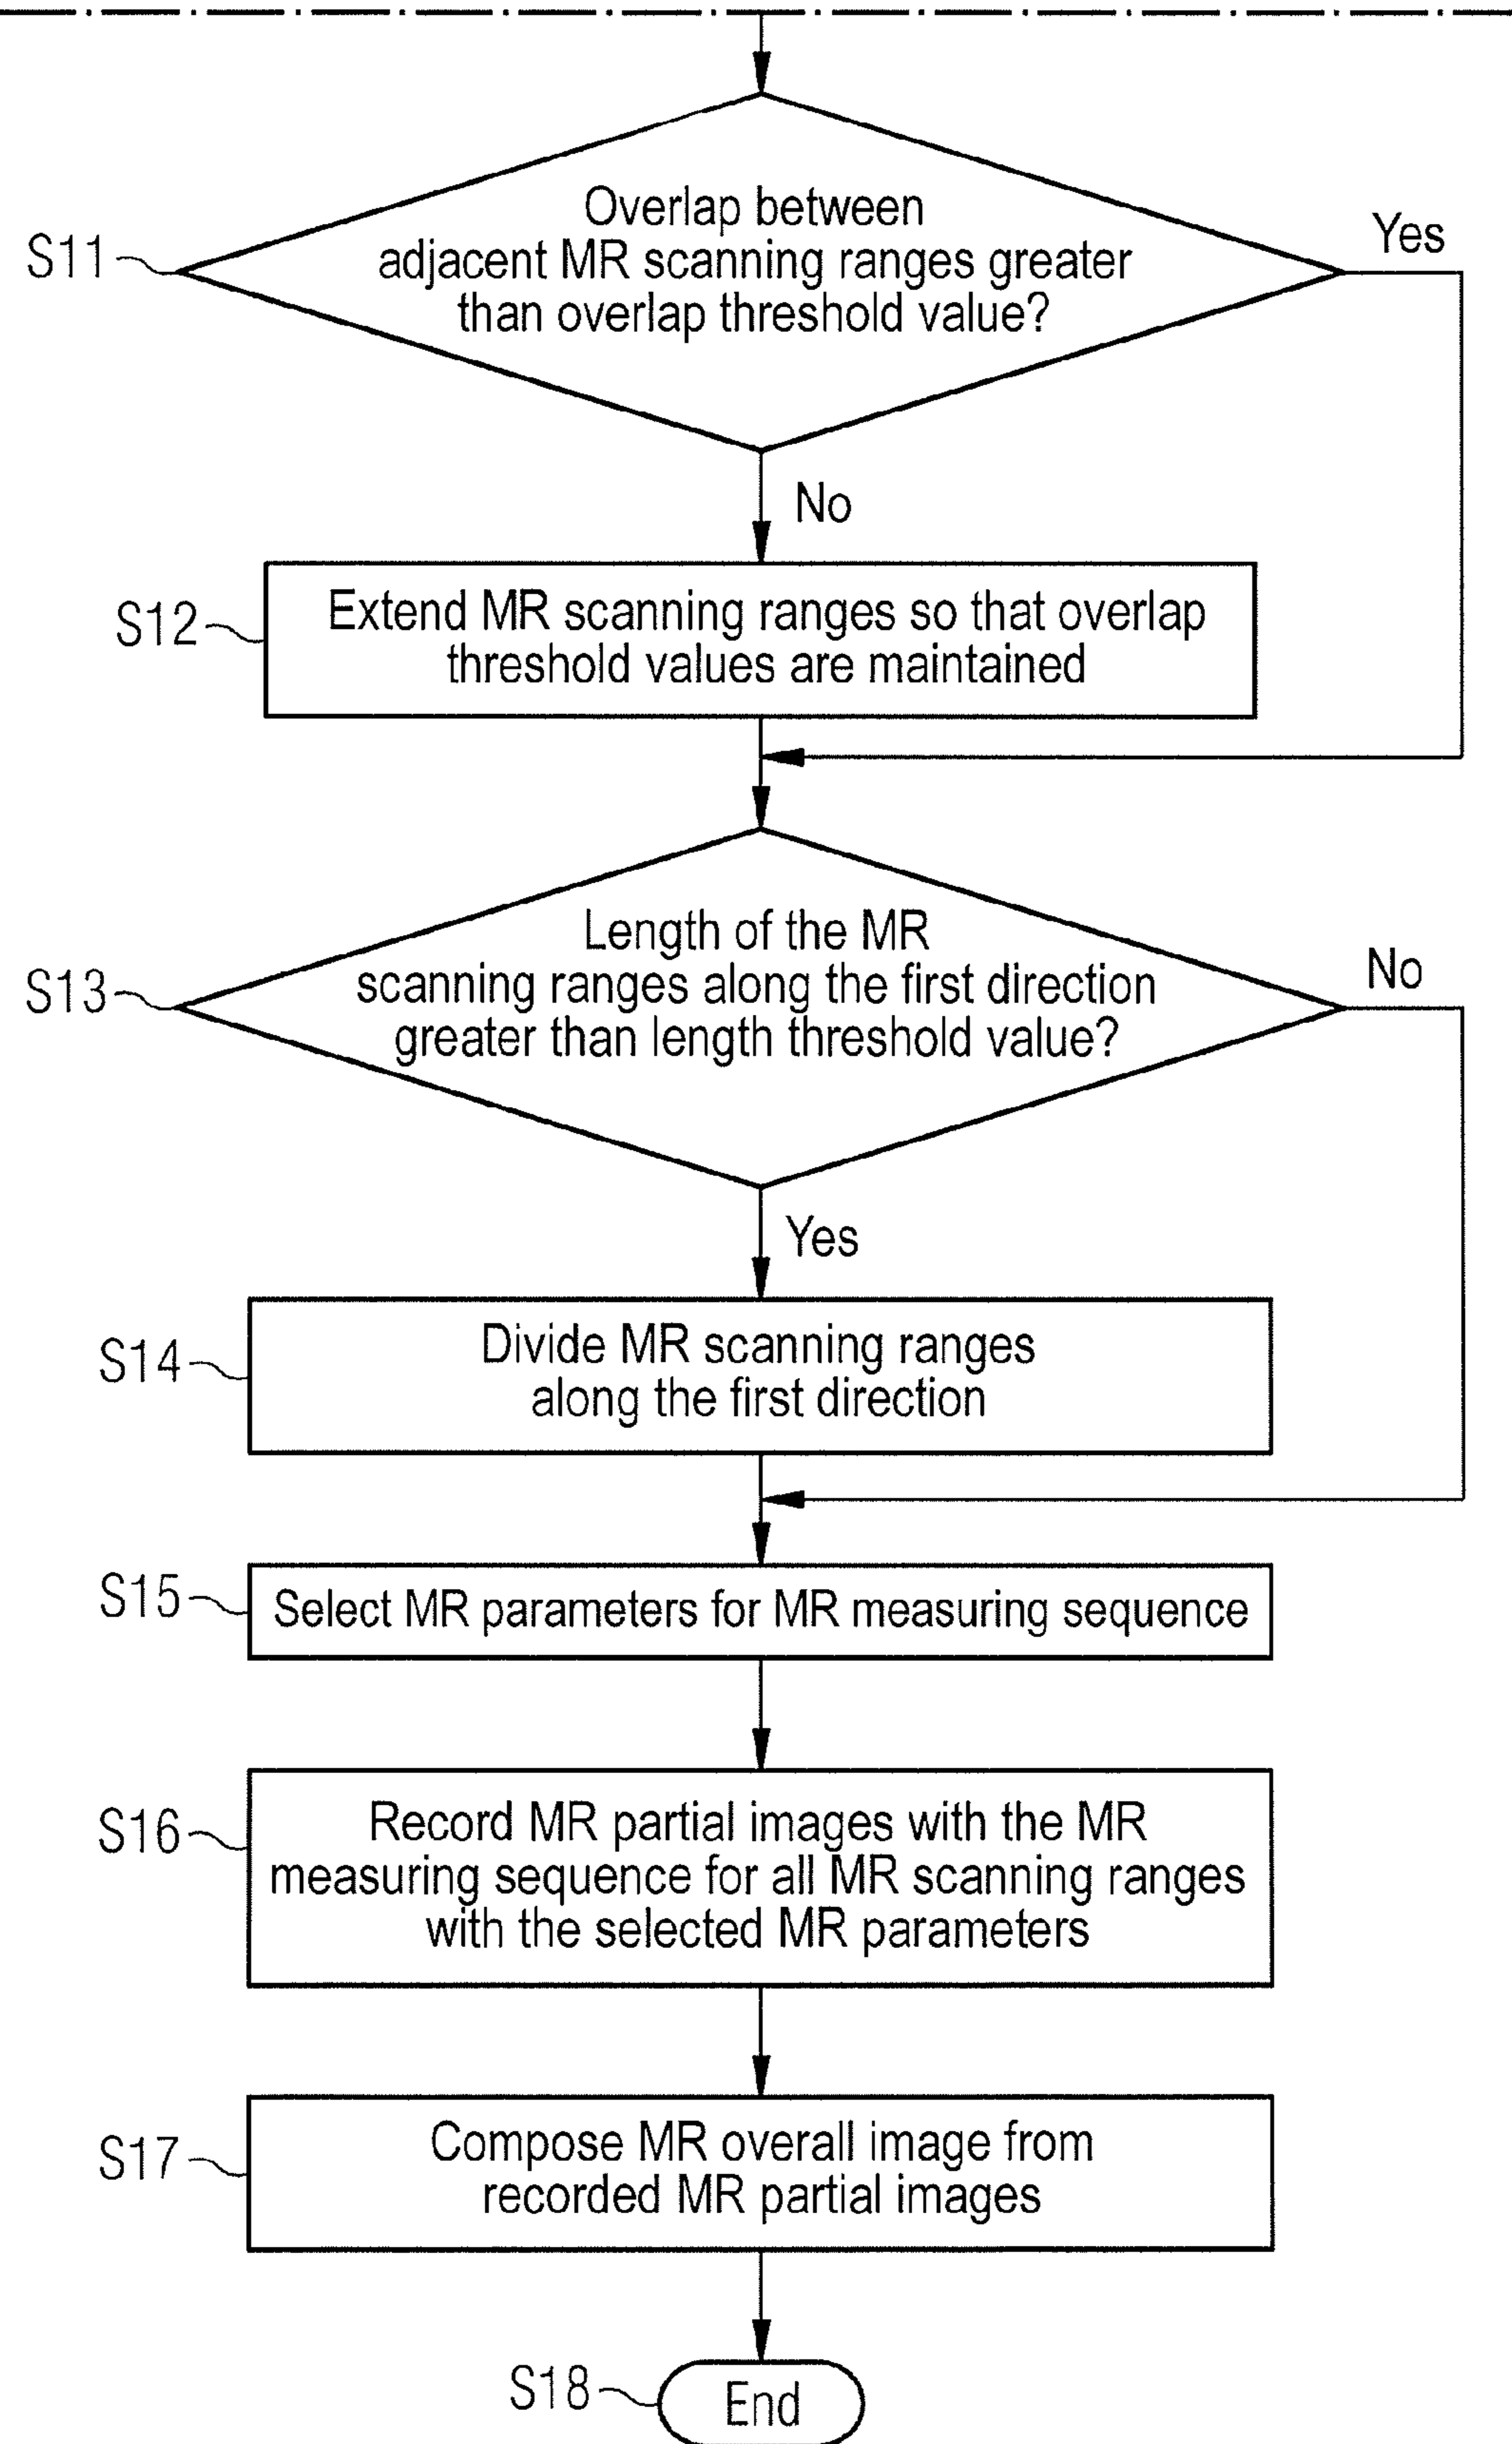 S11
Overlap between
adjacent MR scanning ranges greater
than overlap threshold value?
Yes
No
S12
Extend MR scanning ranges so that overlap
threshold values are maintained
S13
Length of the MR
scanning ranges along the first direction
greater than length threshold value?
No
Yes
S14
Divide MR scanning ranges
along the first direction
S15
Select MR parameters for MR measuring sequence
S16
Record MR partial images with the MR
measuring sequence for all MR scanning ranges
with the selected MR parameters
S17
Compose MR overall image from
recorded MR partial images
S18
End